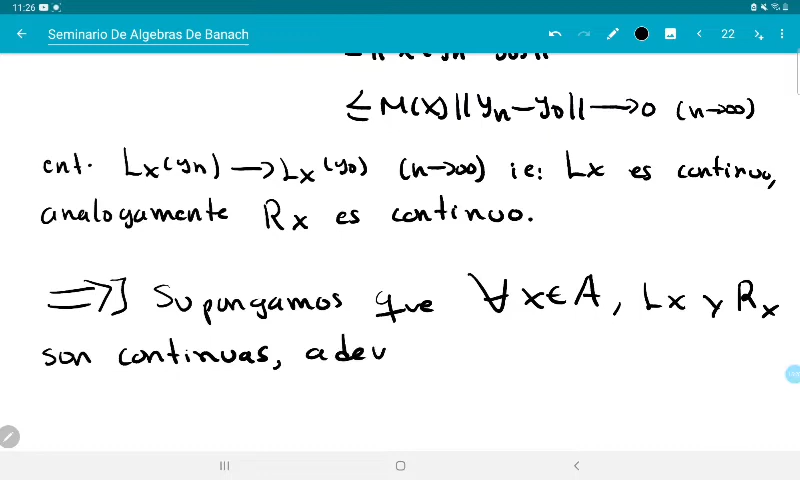 11:26
Seminario De Algebras De Banach
22
≤ M(x) || yn - y0 || → 0 (n→∞)
ent. Lx(yn) → Lx(y0) (n→∞) ie: Lx es continuo,
analogamente Rx es continuo.
⇒] Supongamos que ∀ x ∈ A, Lx y Rx
son continuas, adev